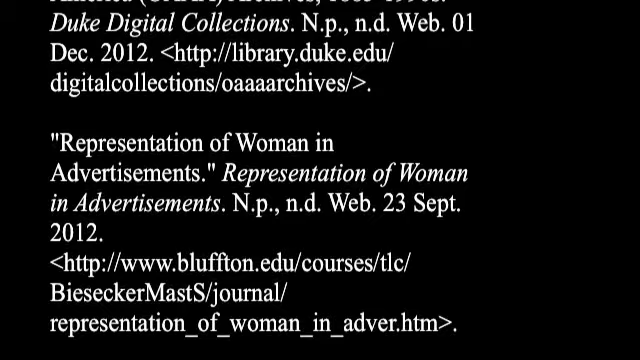 Duke Digital Collections. N.p., n.d. Web. 01
Dec. 2012. <http://library.duke.edu/
digitalcollections/oaaaarchives/>.
"Representation of Woman in
Advertisements." Representation of Woman
in Advertisements. N.p., n.d. Web. 23 Sept.
2012.
<http://www.bluffton.edu/courses/tlc/
BieseckerMastS/journal/
representation_of_woman_in_adver.htm>.